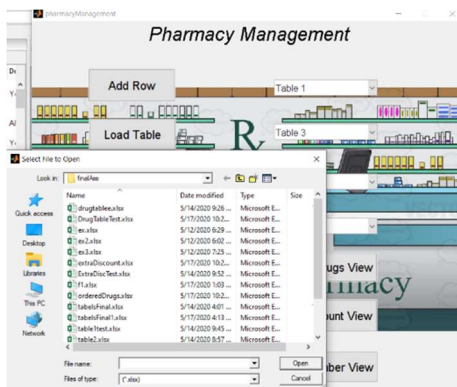 pharmacyManagement
Pharmacy Management
Add Row
Table 1
Load Table
Table 3
Rx
Select File to Open
Look in:
finalAss
Name Date modified Type Size
drugtablee.xlsx 5/14/2020 9:26 ... Microsoft E...
DrugTableTest.xlsx 5/17/2020 10:2... Microsoft E...
ex.xlsx 5/12/2020 6:29 ... Microsoft E...
ex2.xlsx 5/12/2020 6:02 ... Microsoft E...
ex3.xlsx 5/12/2020 7:25 ... Microsoft E...
extraDiscount.xlsx 5/17/2020 10:2... Microsoft E...
ExtraDiscTest.xlsx 5/14/2020 9:52 ... Microsoft E...
f1.xlsx 5/17/2020 1:03 ... Microsoft E...
orderedDrugs.xlsx 5/17/2020 10:2... Microsoft E...
tabelsFinal.xlsx 5/14/2020 4:01 ... Microsoft E...
tabelsFinal1.xlsx 5/17/2020 4:13 ... Microsoft E...
table1test.xlsx 5/14/2020 9:45 ... Microsoft E...
table2.xlsx 5/14/2020 8:57 ... Microsoft E...
Quick access
Desktop
Libraries
This PC
Network
File name:
Open
Files of type:
(*.xlsx)
Cancel
ugs View
macy
unt View
ber View